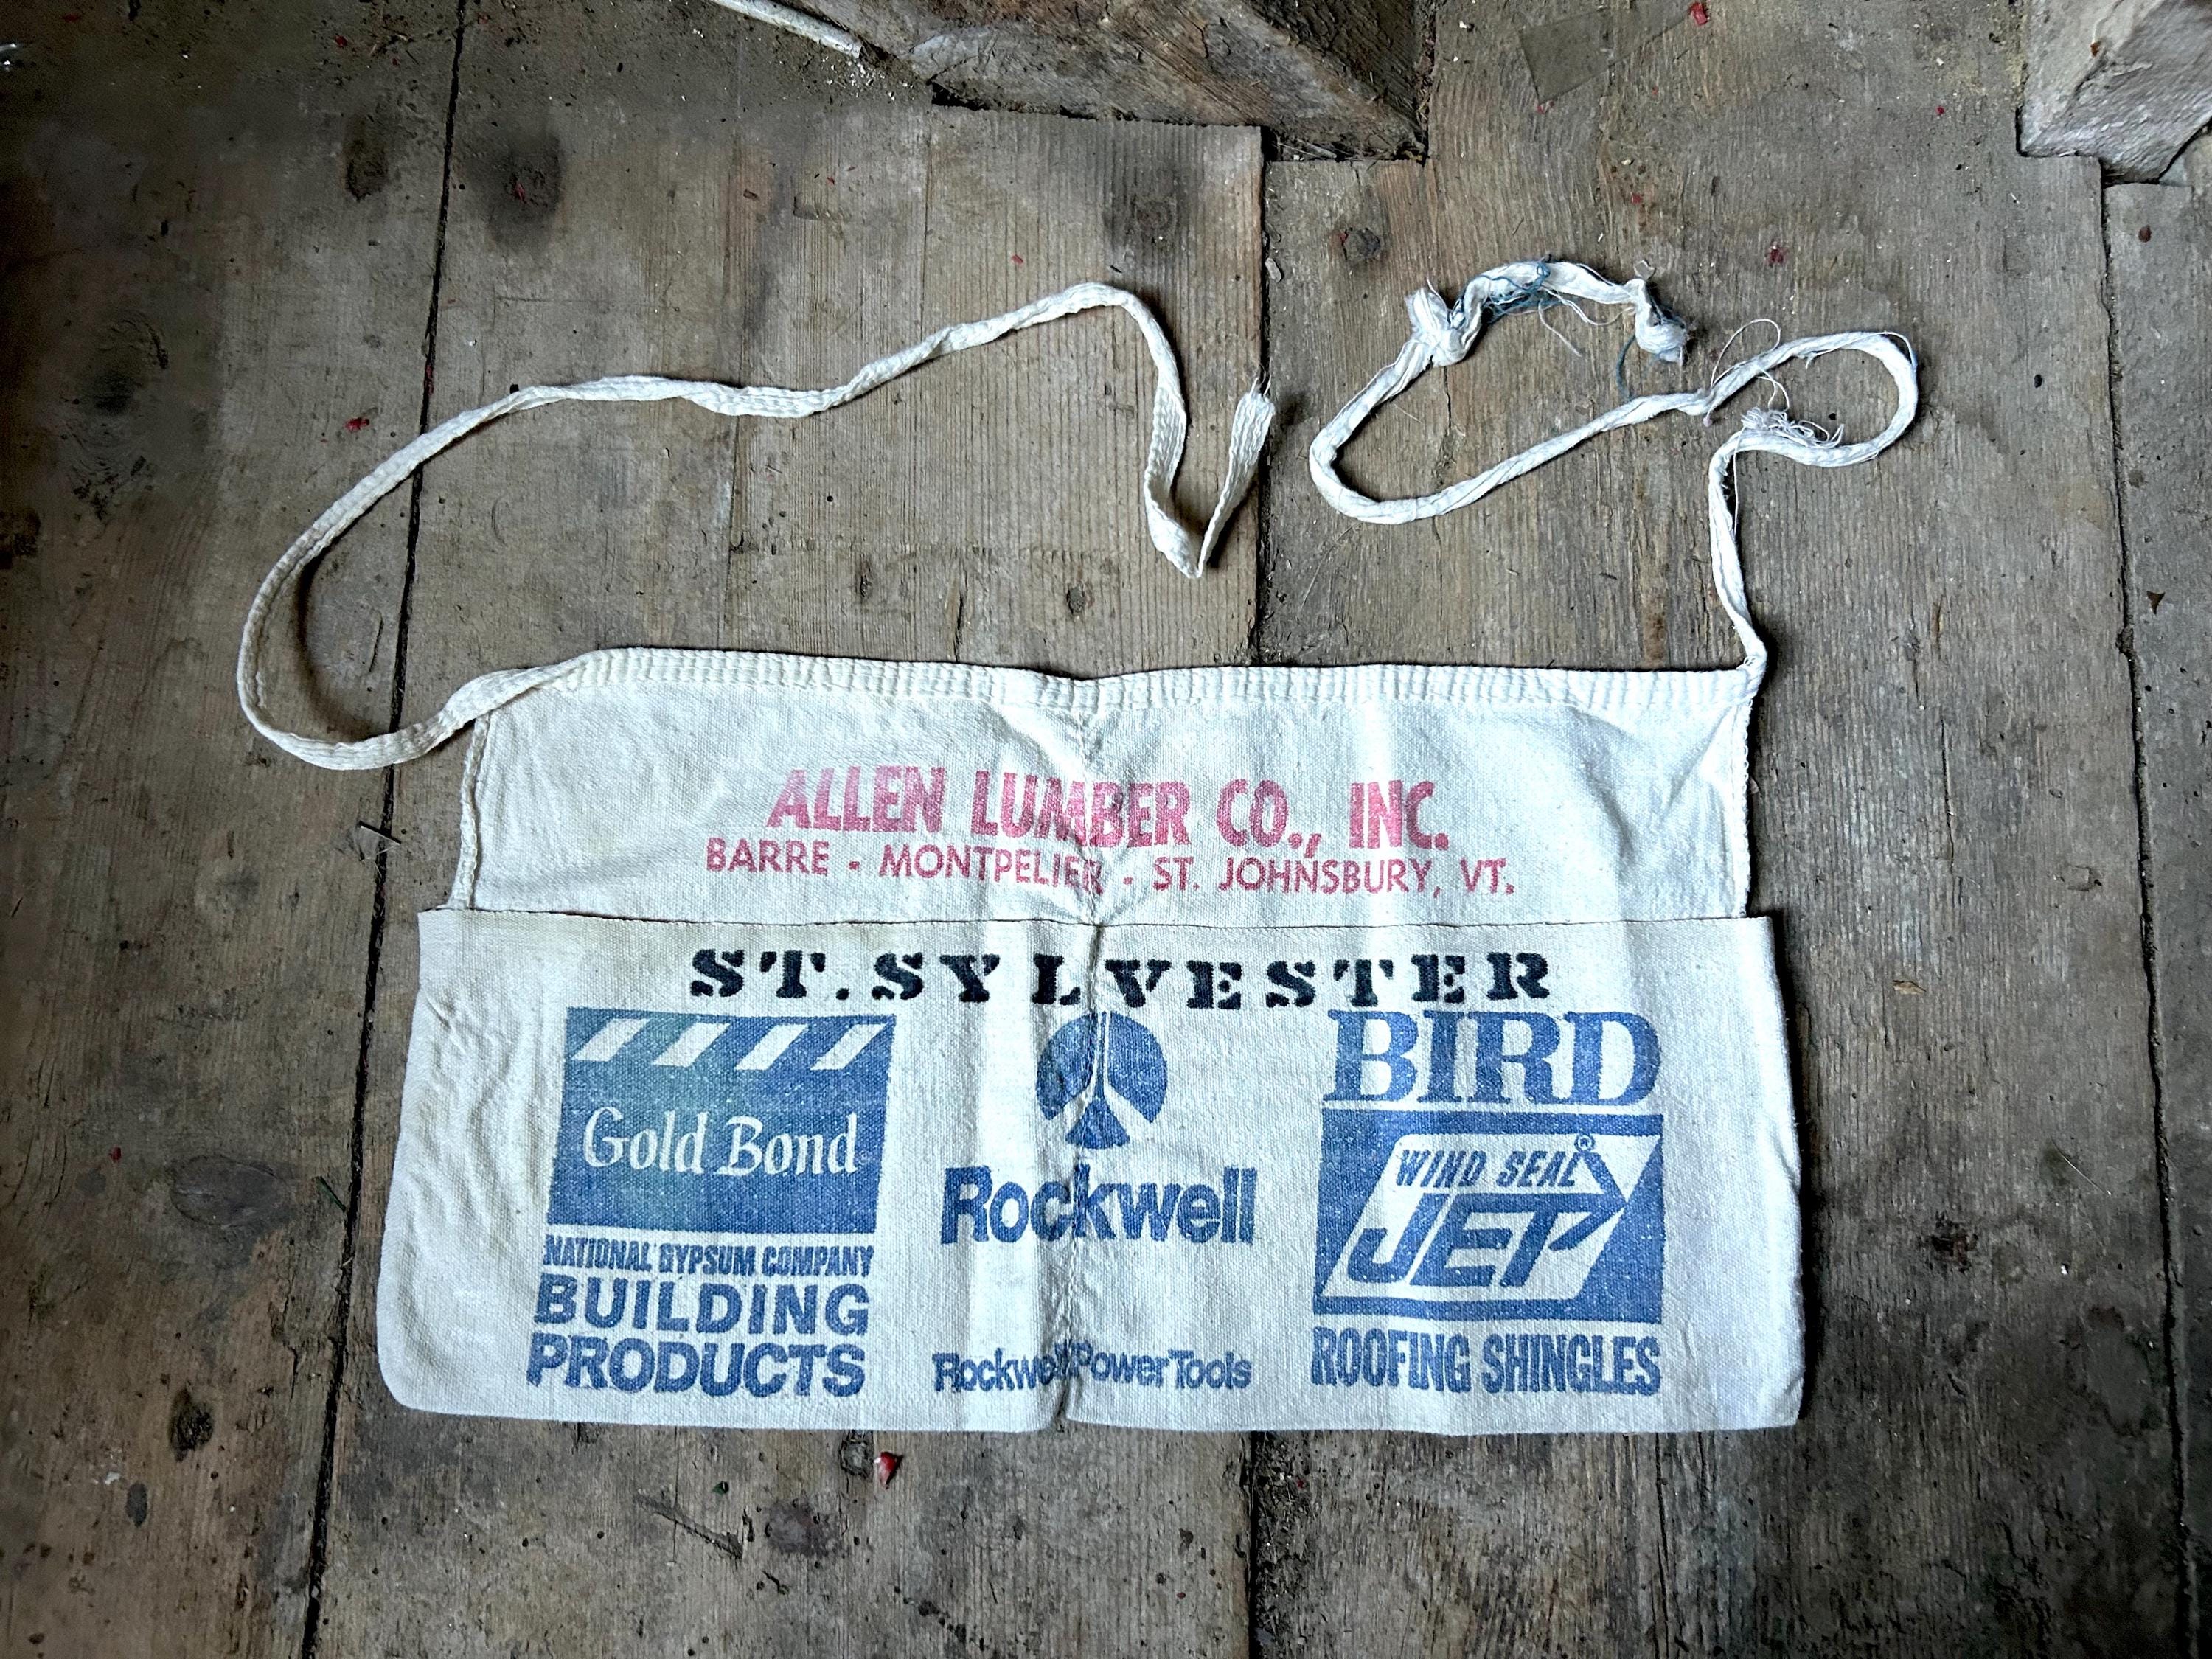 ALLEN LUMBER CO., INC.
BARRE - MONTPELIER - ST. JOHNSBURY, VT.
ST. SYLVESTER
Gold Bond
NATIONAL GYPSUM COMPANY
BUILDING
PRODUCTS
Rockwell
Rockwell Power Tools
BIRD
WIND SEAL ®
JET
ROOFING SHINGLES